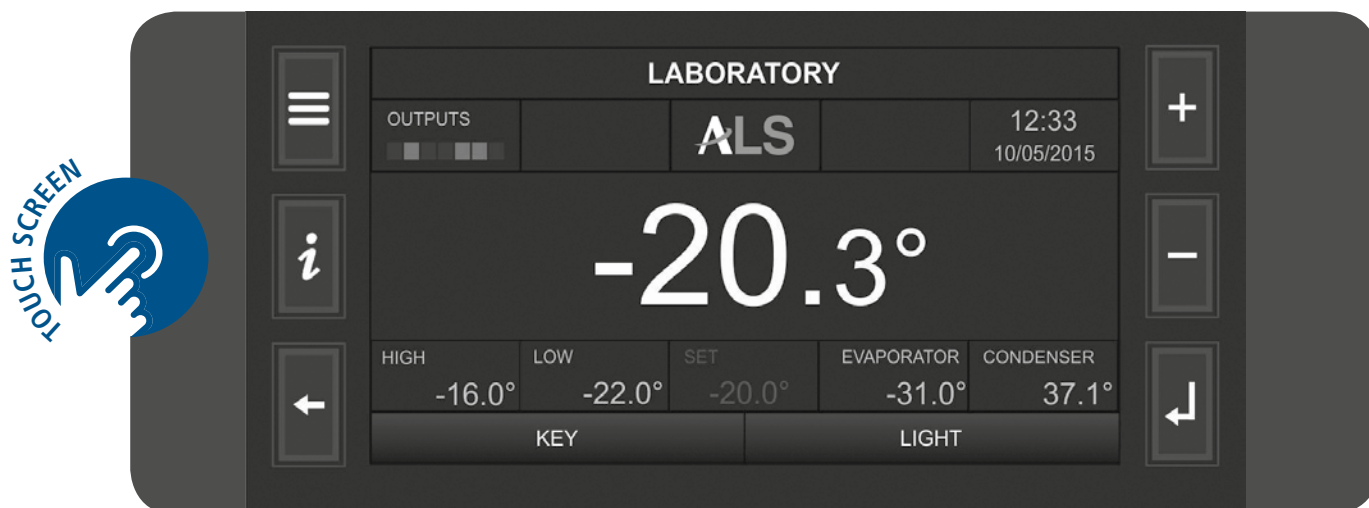 TOUCH SCREEN
LABORATORY
OUTPUTS
ALS
12:33
10/05/2015
i
-20.3°
HIGH LOW SET EVAPORATOR CONDENSER
-16.0° -22.0° -20.0° -31.0° 37.1°
KEY LIGHT